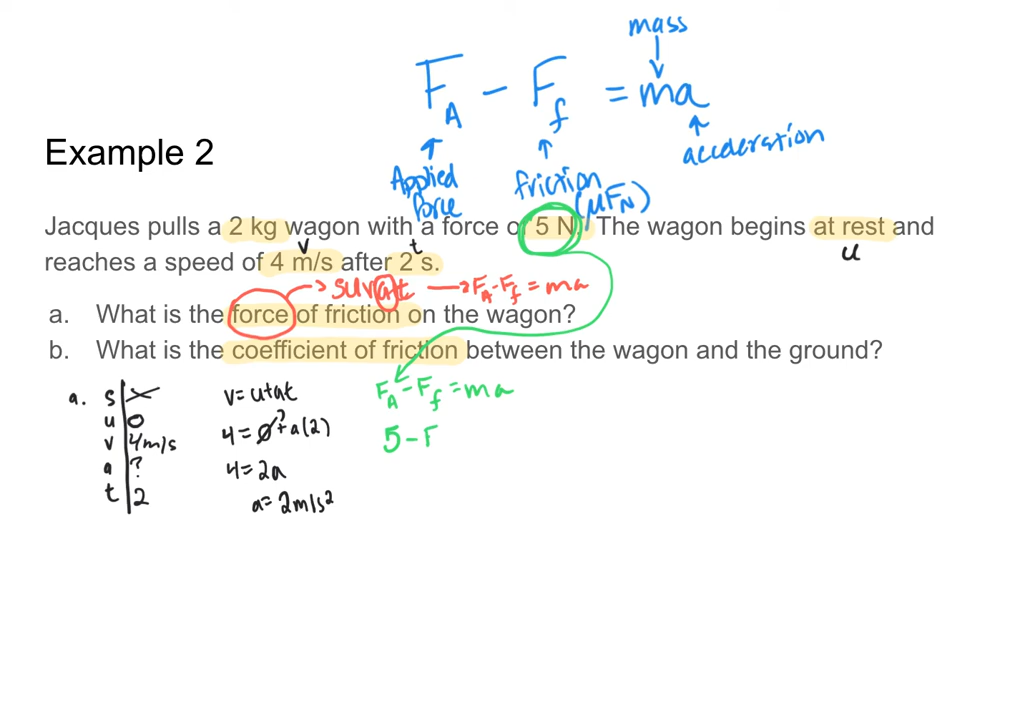 mass
F_A - F_f = ma
acceleration
Example 2
Applied force
friction (μF_N)
Jacques pulls a 2 kg wagon with a force of 5 N. The wagon begins at rest and
v t u
reaches a speed of 4 m/s after 2 s.
suvat → F_A - F_f = ma
a. What is the force of friction on the wagon?
b. What is the coefficient of friction between the wagon and the ground?
a. s x v = u + at F_A - F_f = ma
u 0
v 4m/s 4 = 0 + a(2) 5 - F
a ? 4 = 2a
t 2 a = 2m/s²